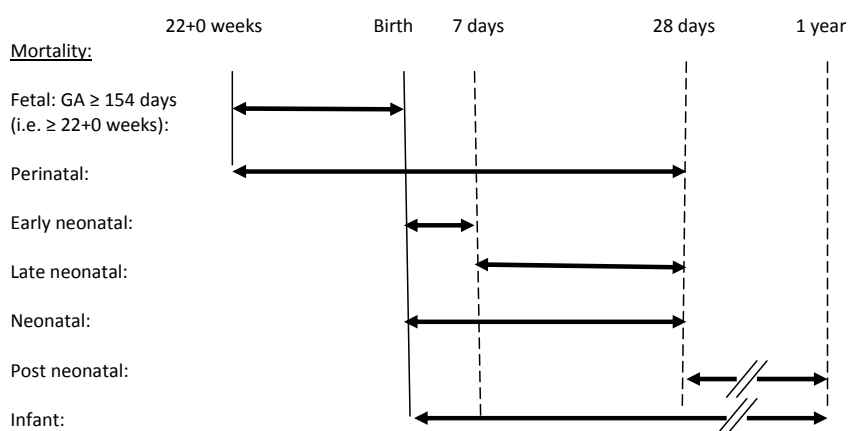 22+0 weeks Birth 7 days 28 days 1 year
Mortality:
Fetal: GA ≥ 154 days
(i.e. ≥ 22+0 weeks):
Perinatal:
Early neonatal:
Late neonatal:
Neonatal:
Post neonatal:
Infant: